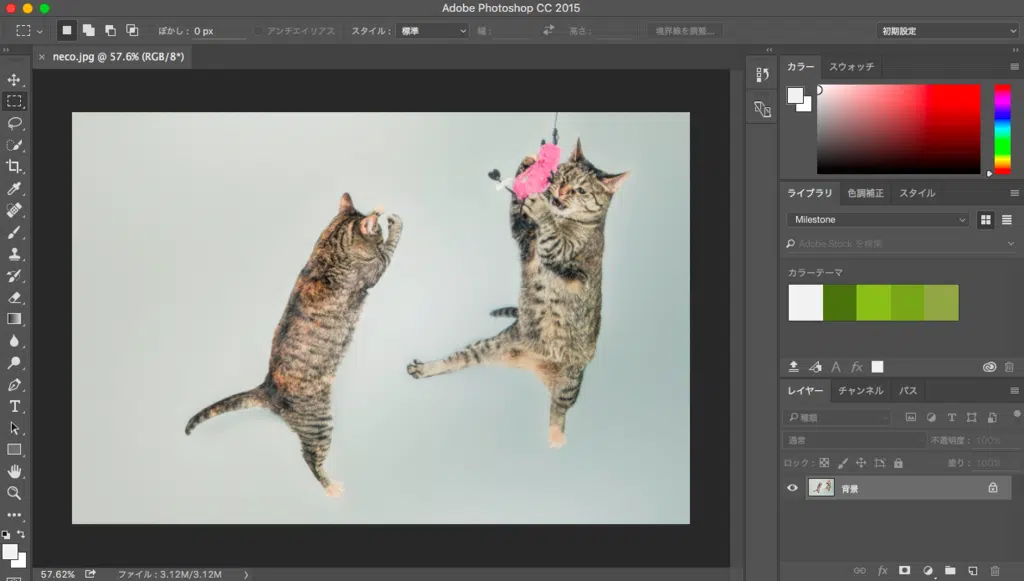 Adobe Photoshop CC 2015
ぼかし： 0 px
アンチエイリアス
スタイル： 標準
幅：
高さ：
境界線を調整...
初期設定
× neco.jpg @ 57.6% (RGB/8*)
カラー スウォッチ
ライブラリ 色調補正 スタイル
Milestone
Adobe Stock を検索
カラーテーマ
レイヤー チャンネル パス
種類
通常 不透明度： 100%
ロック： 塗り： 100%
背景
57.62% ファイル：3.12M/3.12M